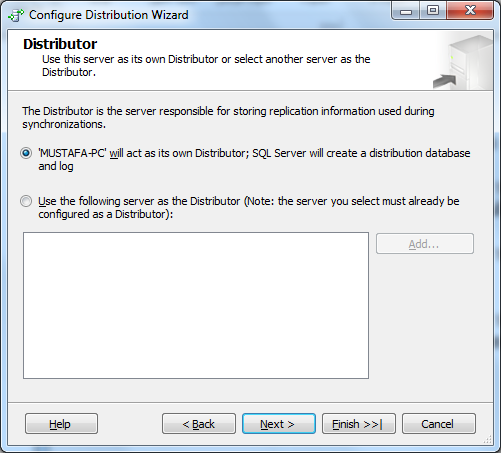 Configure Distribution Wizard
Distributor
Use this server as its own Distributor or select another server as the
Distributor.
The Distributor is the server responsible for storing replication information used during
synchronizations.
'MUSTAFA-PC' will act as its own Distributor; SQL Server will create a distribution database
and log
Use the following server as the Distributor (Note: the server you select must already be
configured as a Distributor):
Add...
Help
< Back
Next >
Finish >>|
Cancel